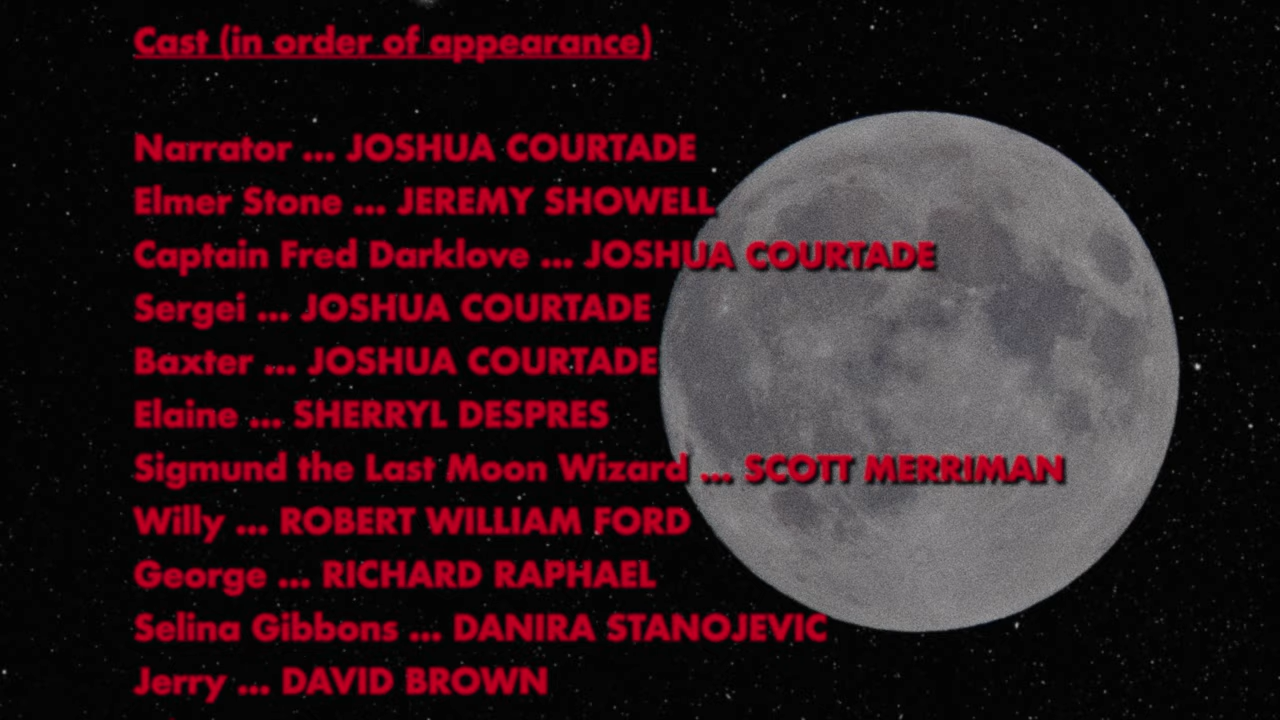 Cast (in order of appearance)
Narrator ... JOSHUA COURTADE
Elmer Stone ... JEREMY SHOWELL
Captain Fred Darklove ... JOSHUA COURTADE
Sergei ... JOSHUA COURTADE
Baxter ... JOSHUA COURTADE
Elaine ... SHERRYL DESPRES
Sigmund the Last Moon Wizard ... SCOTT MERRIMAN
Willy ... ROBERT WILLIAM FORD
George ... RICHARD RAPHAEL
Selina Gibbons ... DANIRA STANOJEVIC
Jerry ... DAVID BROWN